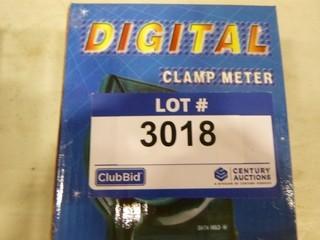 DIGITAL
CLAMP METER
LOT #
3018
ClubBid
CENTURY
AUCTIONS